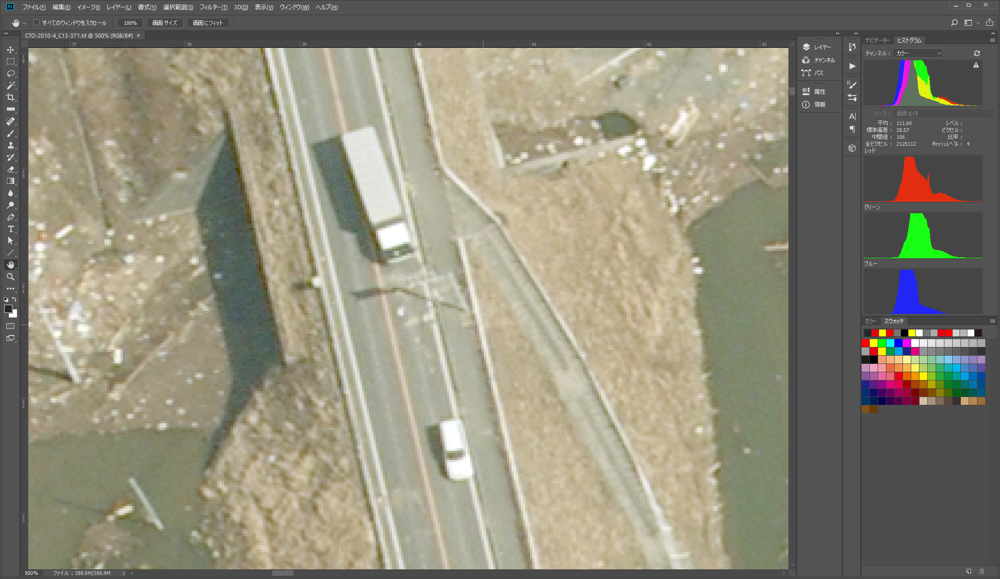 Ps ファイル(F) 編集(E) イメージ(I) レイヤー(L) 書式(Y) 選択範囲(S) フィルター(T) 3D(D) 表示(V) ウィンドウ(W) ヘルプ(H)
すべてのウィンドウをスクロール 100% 画面サイズ 画面にフィット
CTO-2010-4_C13-371.tif @ 500% (RGB/8#) ×
37 38 39 40 41 42 43
19
20
21
22
23
レイヤー
チャンネル
パス
属性
情報
ナビゲーター ヒストグラム
チャンネル : カラー
ソース : 画像全体
平均 : 111.60 レベル :
標準偏差 : 28.57 ピクセル :
中間値 : 106 比率 :
全ピクセル : 2125112 キャッシュレベル : 4
レッド
グリーン
ブルー
カラー スウォッチ
500% ファイル : 388.9M/388.9M